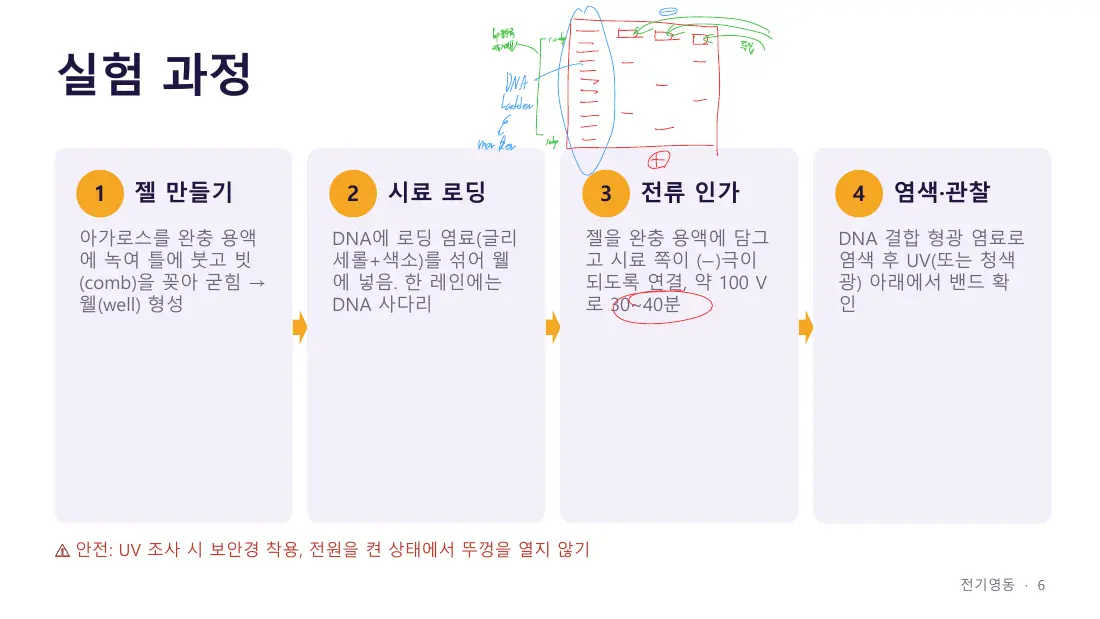 실험 과정
DNA
Ladder
marker
1 젤 만들기
아가로스를 완충 용액
에 녹여 틀에 붓고 빗
(comb)을 꽂아 굳힘 →
웰(well) 형성
2 시료 로딩
DNA에 로딩 염료(글리
세롤+색소)를 섞어 웰
에 넣음. 한 레인에는
DNA 사다리
3 전류 인가
젤을 완충 용액에 담그
고 시료 쪽이 (−)극이
되도록 연결, 약 100 V
로 30~40분
4 염색·관찰
DNA 결합 형광 염료로
염색 후 UV(또는 청색
광) 아래에서 밴드 확
인
⚠ 안전: UV 조사 시 보안경 착용, 전원을 켠 상태에서 뚜껑을 열지 않기
전기영동 · 6